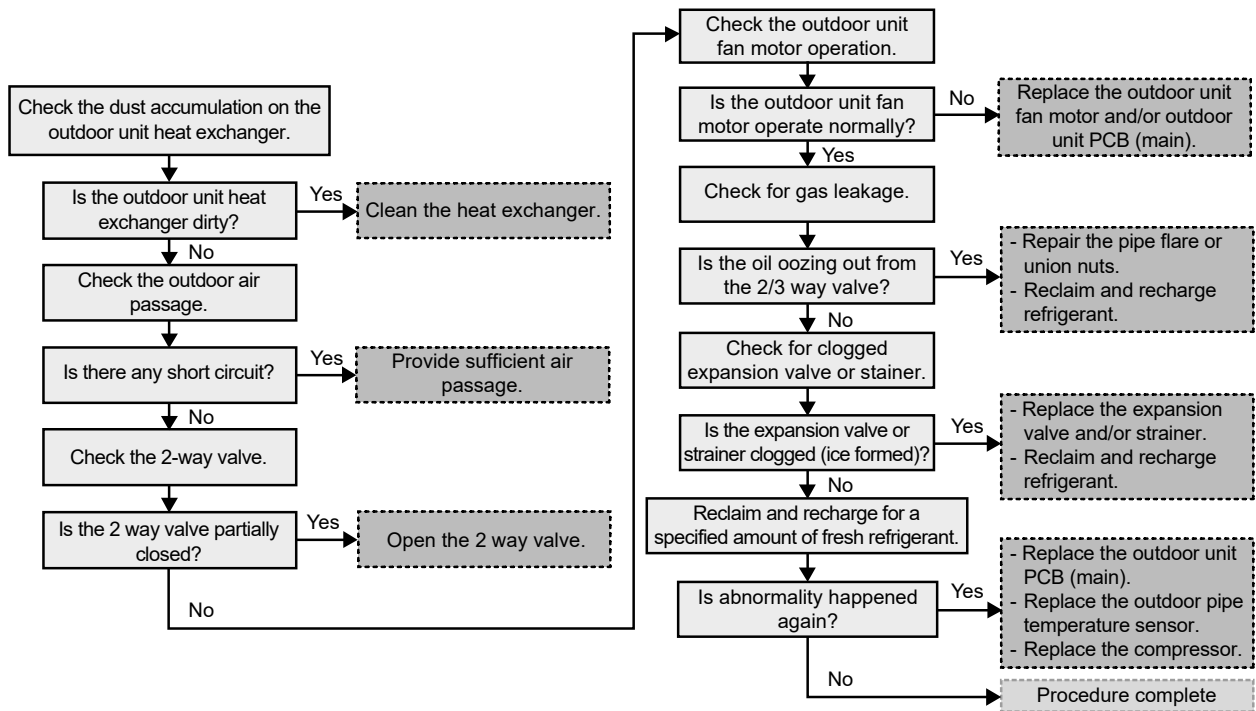 Check the dust accumulation on the
outdoor unit heat exchanger.
Is the outdoor unit heat
exchanger dirty?
Yes
Clean the heat exchanger.
No
Check the outdoor air
passage.
Is there any short circuit?
Yes
Provide sufficient air
passage.
No
Check the 2-way valve.
Is the 2 way valve partially
closed?
Yes
Open the 2 way valve.
No
Check the outdoor unit
fan motor operation.
Is the outdoor unit fan
motor operate normally?
No
Replace the outdoor unit
fan motor and/or outdoor
unit PCB (main).
Yes
Check for gas leakage.
Is the oil oozing out from
the 2/3 way valve?
Yes
- Repair the pipe flare or
union nuts.
- Reclaim and recharge
refrigerant.
No
Check for clogged
expansion valve or stainer.
Is the expansion valve or
strainer clogged (ice formed)?
Yes
- Replace the expansion
valve and/or strainer.
- Reclaim and recharge
refrigerant.
No
Reclaim and recharge for a
specified amount of fresh refrigerant.
Is abnormality happened
again?
Yes
- Replace the outdoor unit
PCB (main).
- Replace the outdoor pipe
temperature sensor.
- Replace the compressor.
No
Procedure complete